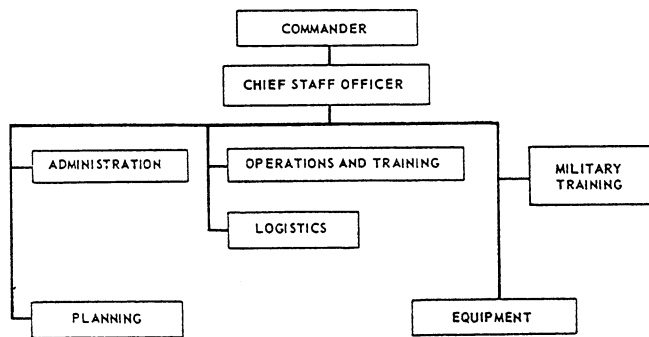 COMMANDER
CHIEF STAFF OFFICER
ADMINISTRATION
OPERATIONS AND TRAINING
MILITARY
TRAINING
LOGISTICS
PLANNING
EQUIPMENT